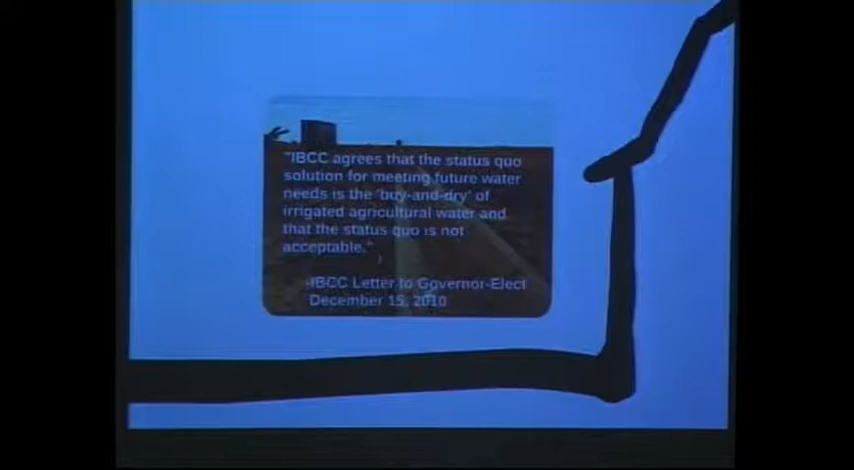 "IBCC agrees that the status quo
solution for meeting future water
needs is the 'buy-and-dry' of
irrigated agricultural water and
that the status quo is not
acceptable."
-IBCC Letter to Governor-Elect
December 15, 2010